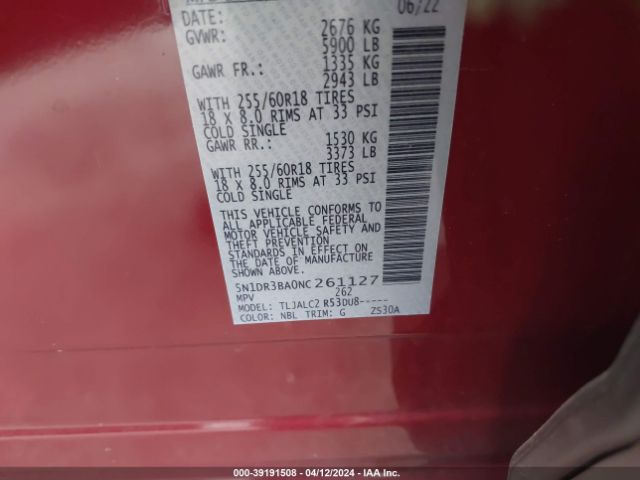 DATE: 06/22
GVWR: 2676 KG
5900 LB
GAWR FR.: 1335 KG
2943 LB
WITH 255/60R18 TIRES
18 X 8.0 RIMS AT 33 PSI
COLD SINGLE
GAWR RR.: 1530 KG
3373 LB
WITH 255/60R18 TIRES
18 X 8.0 RIMS AT 33 PSI
COLD SINGLE
THIS VEHICLE CONFORMS TO
ALL APPLICABLE FEDERAL
MOTOR VEHICLE SAFETY AND
THEFT PREVENTION
STANDARDS IN EFFECT ON
THE DATE OF MANUFACTURE
SHOWN ABOVE.
5N1DR3BA0NC261127
MPV 262
MODEL: TLJALC2 R53DU8-----
COLOR: NBL TRIM: G ZS30A
000-39191508 - 04/12/2024 - IAA Inc.